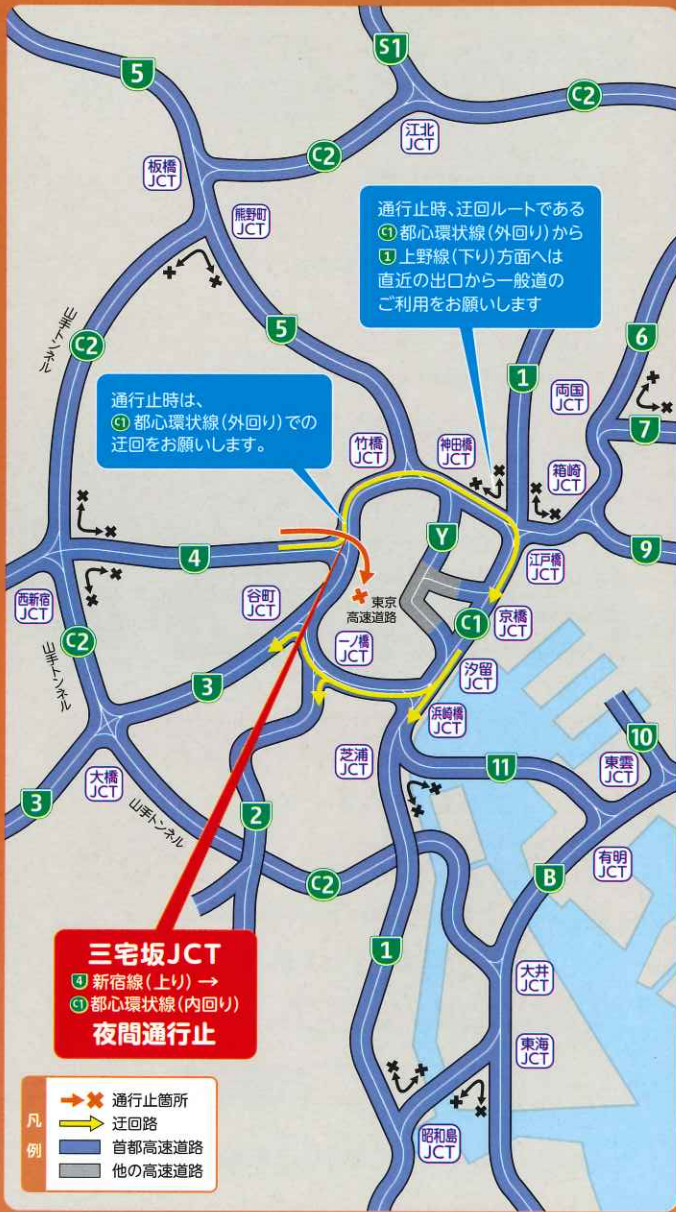 5
S1
C2
江北
JCT
C2
板橋
JCT
熊野町
JCT
通行止時、迂回ルートである
C1 都心環状線(外回り)から
1 上野線(下り)方面へは
直近の出口から一般道の
ご利用をお願いします
山手トンネル
C2
5
6
1
両国
JCT
7
通行止時は、
C1 都心環状線(外回り)での
迂回をお願いします。
竹橋
JCT
神田橋
JCT
箱崎
JCT
Y
9
4
江戸橋
JCT
西新宿
JCT
谷町
JCT
東京
高速道路
京橋
JCT
C1
C2
一ノ橋
JCT
汐留
JCT
山手トンネル
3
浜崎橋
JCT
芝浦
JCT
11
10
東雲
JCT
大橋
JCT
3
山手トンネル
2
C2
有明
JCT
B
三宅坂JCT
4 新宿線(上り) →
C1 都心環状線(内回り)
夜間通行止
1
大井
JCT
東海
JCT
昭和島
JCT
凡例
通行止箇所
迂回路
首都高速道路
他の高速道路